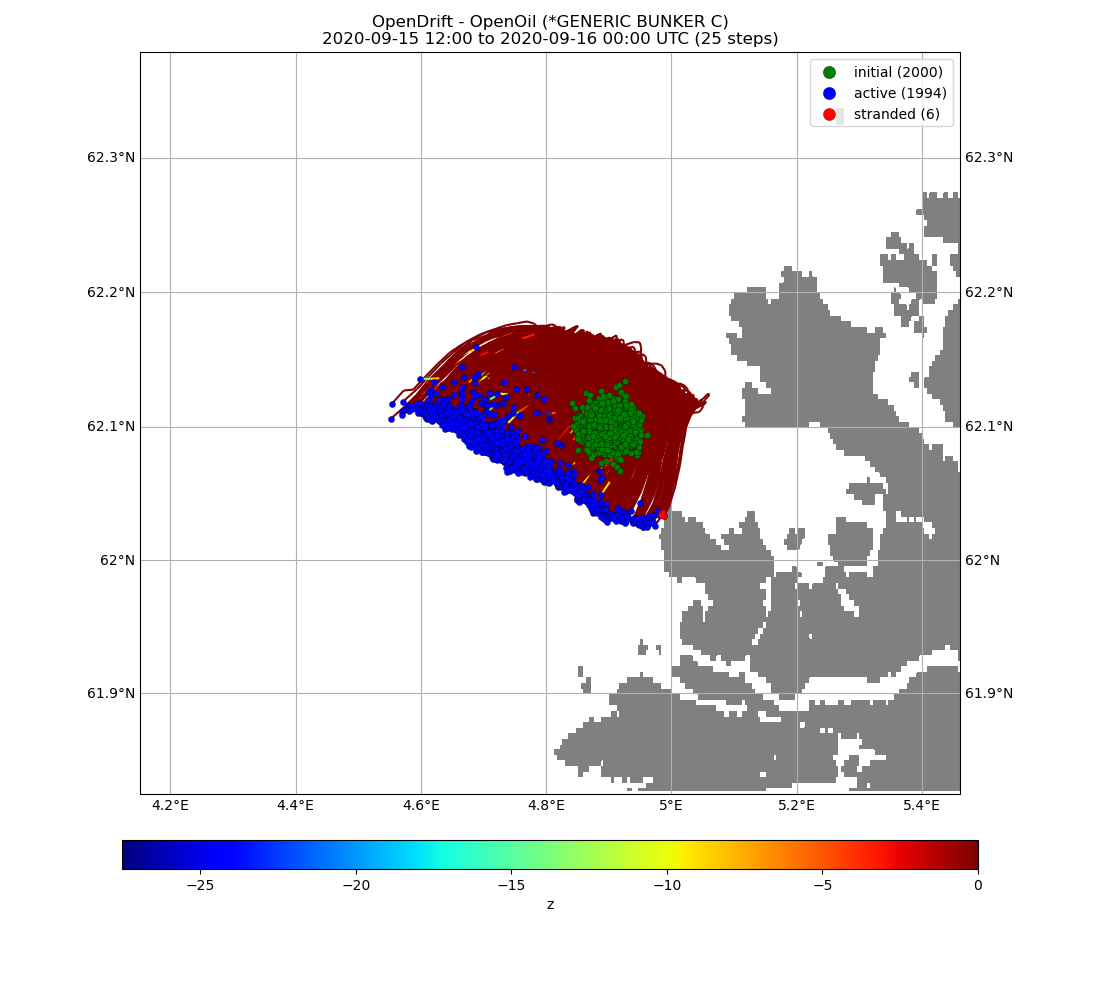 OpenDrift - OpenOil (*GENERIC BUNKER C)
2020-09-15 12:00 to 2020-09-16 00:00 UTC (25 steps)
initial (2000)
active (1994)
stranded (6)
62.3°N 62.3°N
62.2°N 62.2°N
62.1°N 62.1°N
62°N 62°N
61.9°N 61.9°N
4.2°E 4.4°E 4.6°E 4.8°E 5°E 5.2°E 5.4°E
−25 −20 −15 −10 −5 0
z